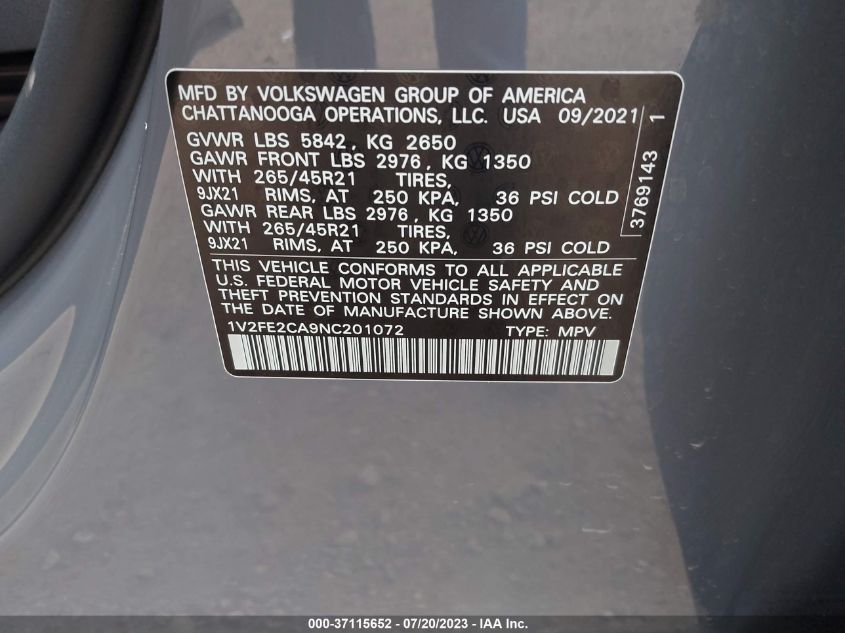 MFD BY VOLKSWAGEN GROUP OF AMERICA
CHATTANOOGA OPERATIONS, LLC. USA 09/2021
GVWR LBS 5842, KG 2650
GAWR FRONT LBS 2976, KG 1350
WITH 265/45R21 TIRES,
9JX21 RIMS, AT 250 KPA, 36 PSI COLD
GAWR REAR LBS 2976, KG 1350
WITH 265/45R21 TIRES,
9JX21 RIMS, AT 250 KPA, 36 PSI COLD
THIS VEHICLE CONFORMS TO ALL APPLICABLE
U.S. FEDERAL MOTOR VEHICLE SAFETY AND
THEFT PREVENTION STANDARDS IN EFFECT ON
THE DATE OF MANUFACTURE SHOWN ABOVE.
1V2FE2CA9NC201072 TYPE: MPV
3769143 1
000-37115652 - 07/20/2023 - IAA Inc.